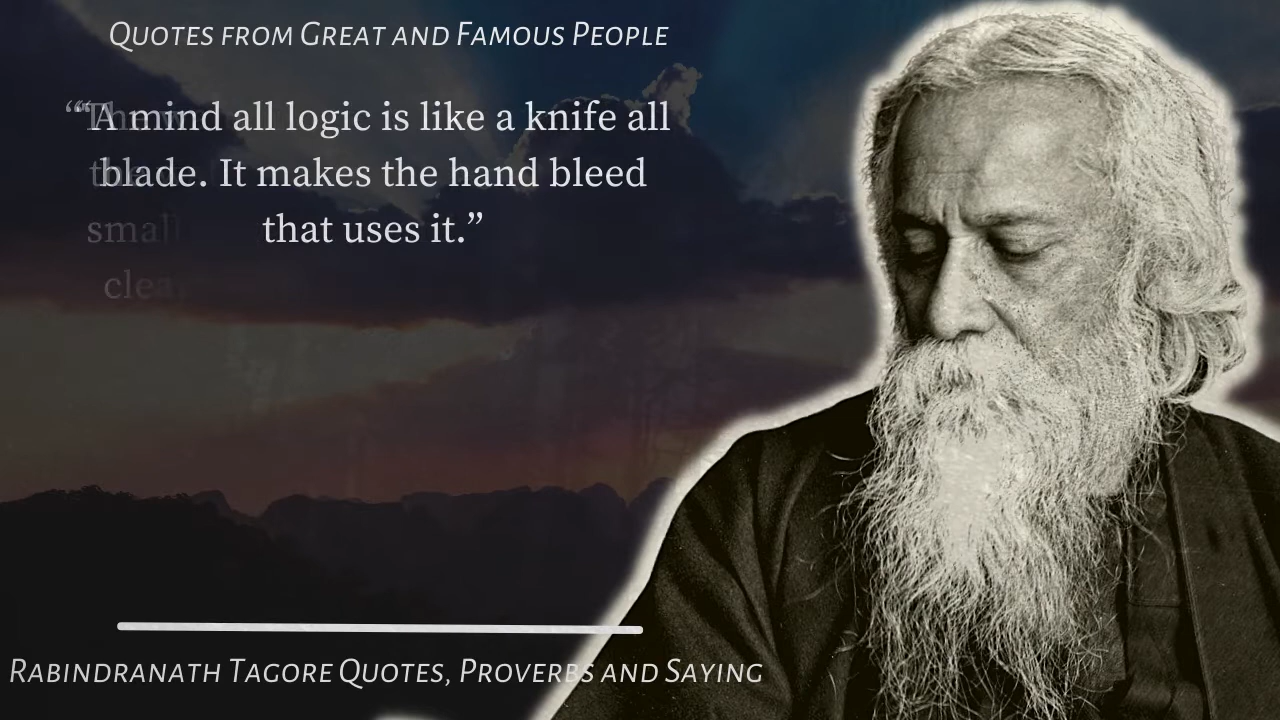 Quotes from Great and Famous People
“A mind all logic is like a knife all
blade. It makes the hand bleed
that uses it.”
Rabindranath Tagore Quotes, Proverbs and Saying